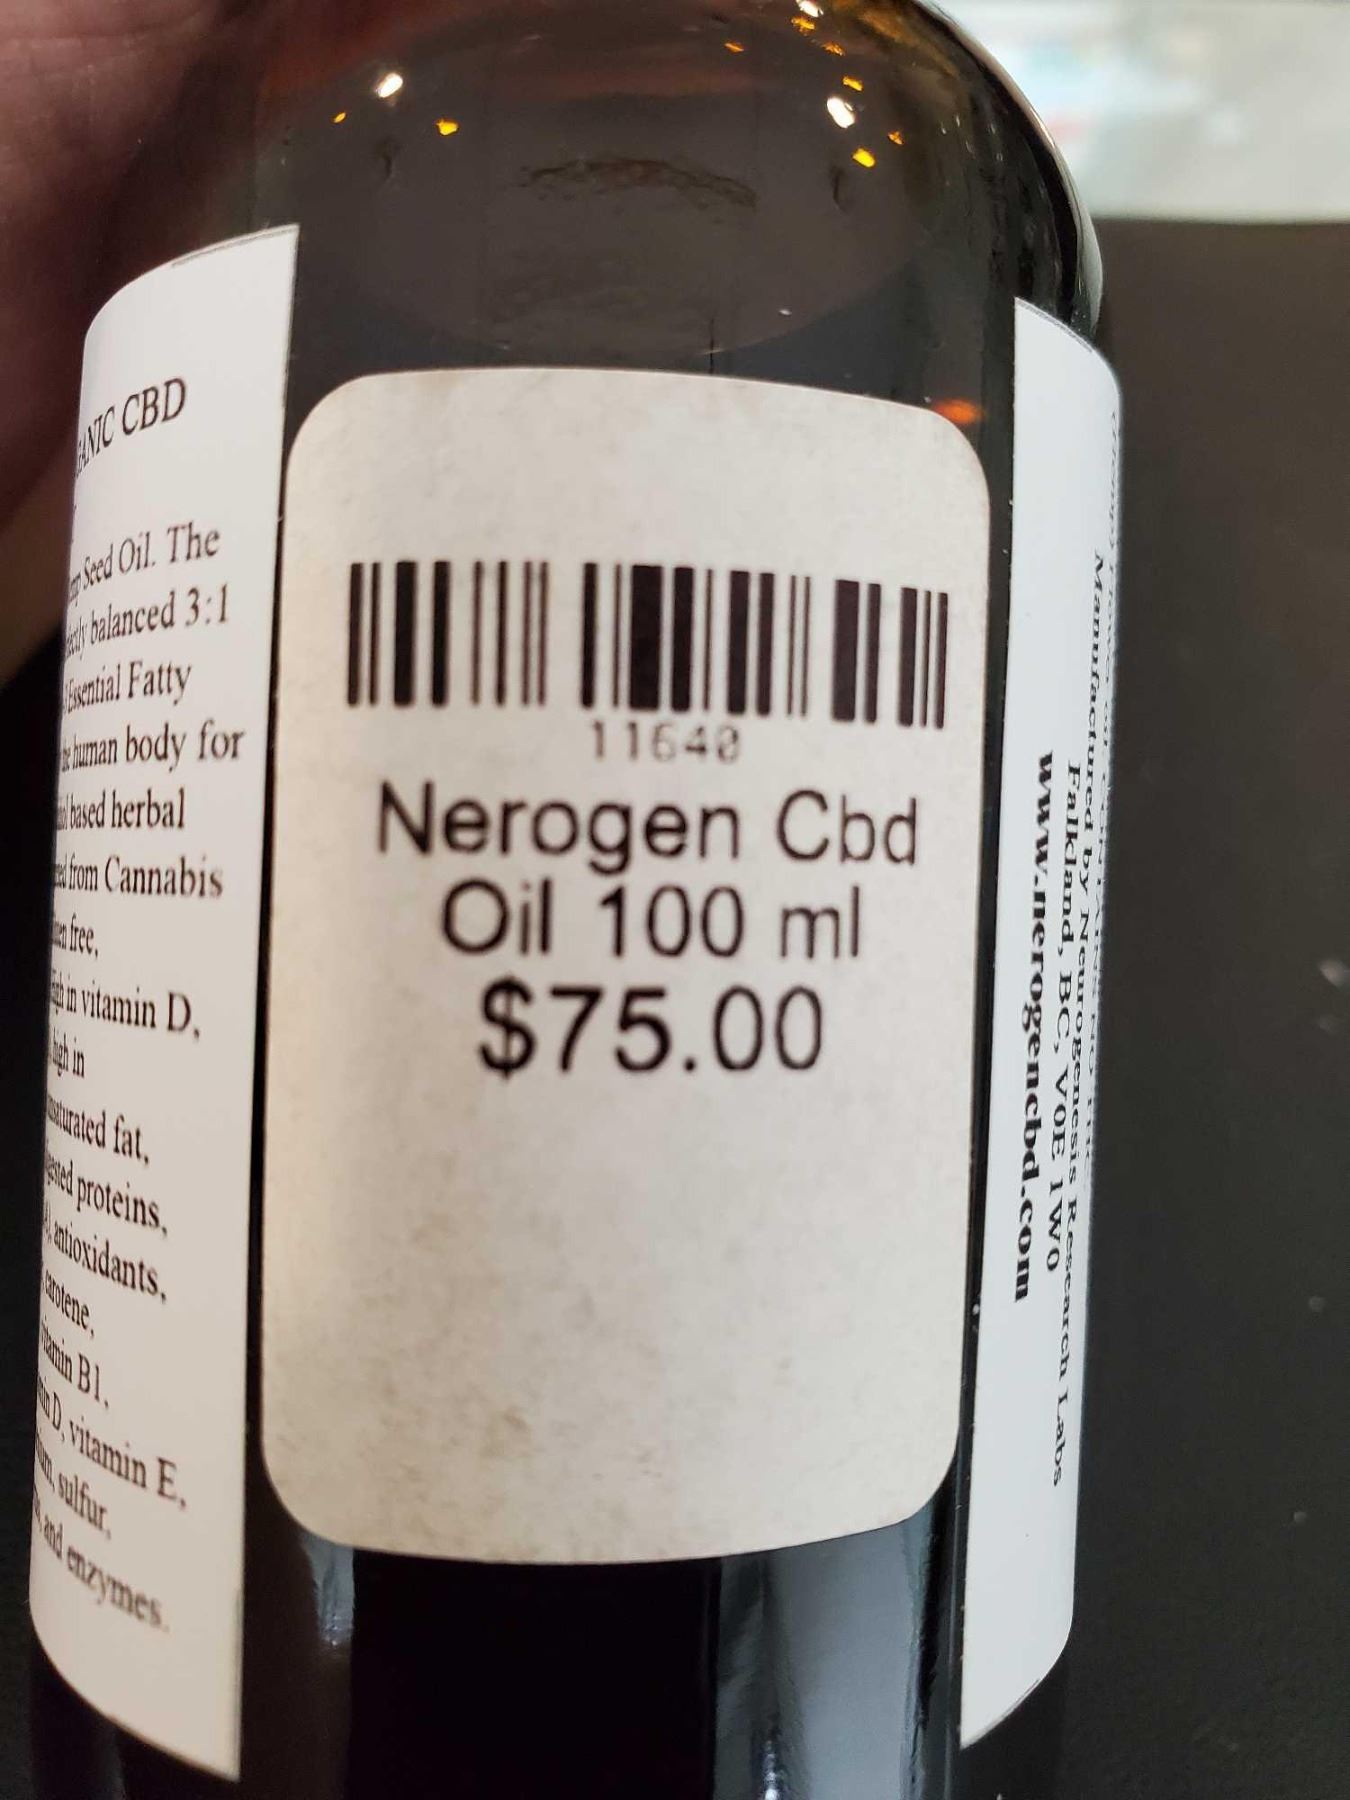 CBD
Seed Oil. The
balanced 3:1
Essential Fatty
human body for
based herbal
from Cannabis
free,
in vitamin D,
high in
fat,
proteins,
antioxidants,
carotene,
vitamin B1,
D, vitamin E,
sulfur,
and enzymes.
11640
Nerogen Cbd
Oil 100 ml
$75.00
Manufactured by Neurogenesis Research Labs
Falkland, BC, V0E 1W0
www.nerogencbd.com